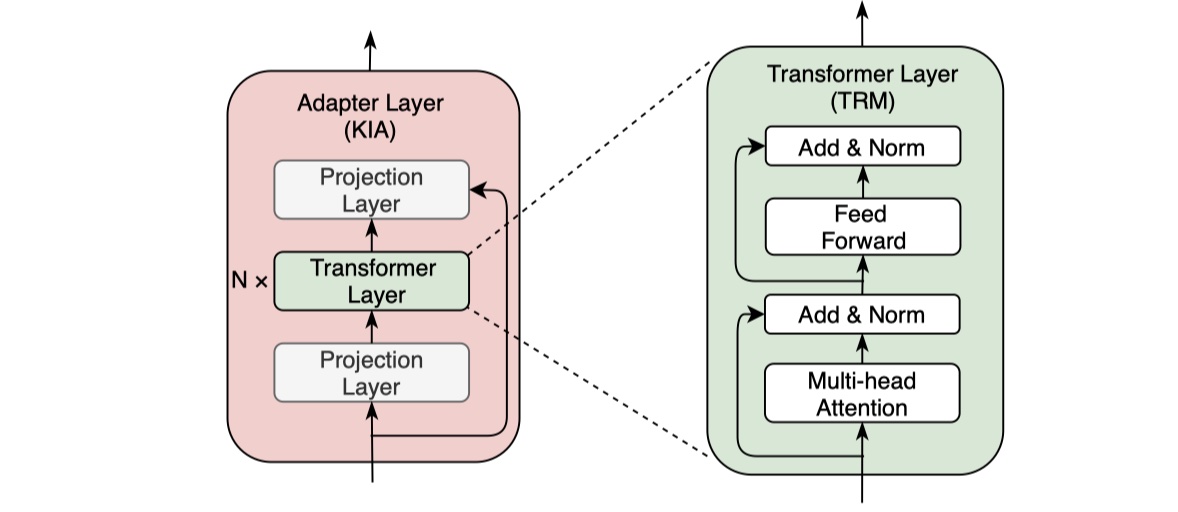 Adapter Layer
(KIA)
Projection
Layer
N ×
Transformer
Layer
Projection
Layer
Transformer Layer
(TRM)
Add & Norm
Feed
Forward
Add & Norm
Multi-head
Attention